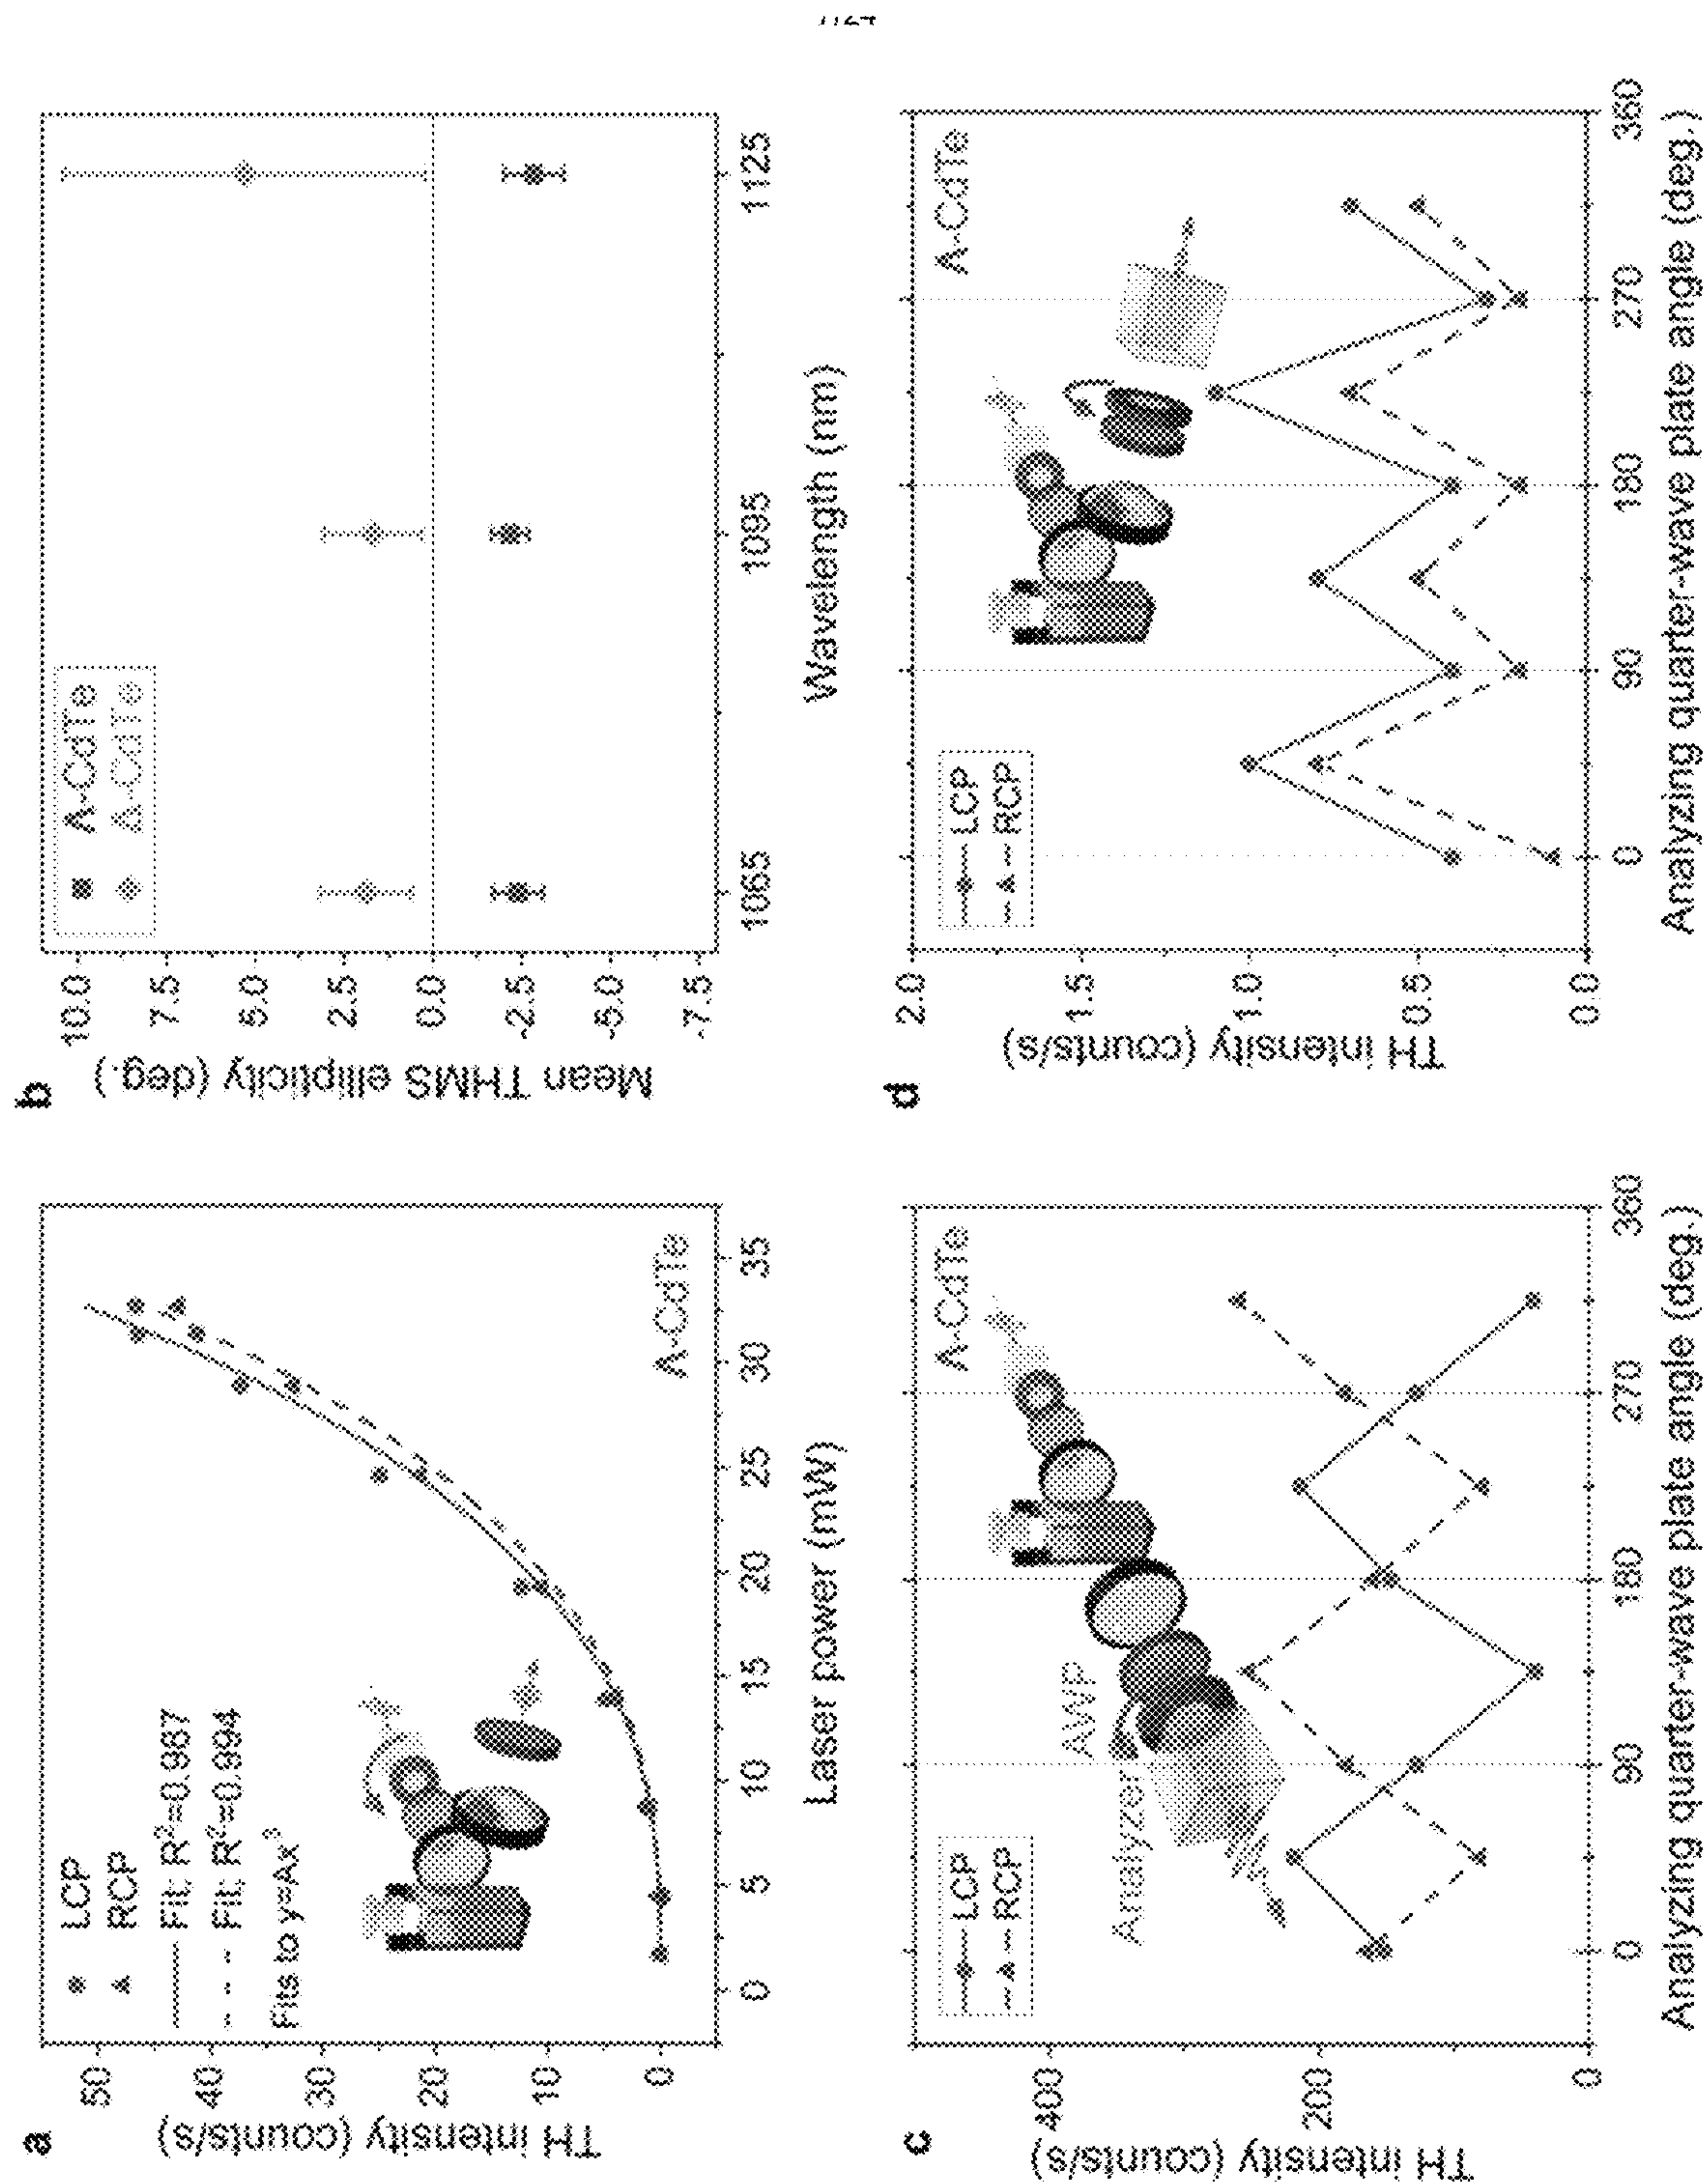 a
TH intensity (counts/s)
50
40
30
20
10
0
LCP
RCP
Fit; R²=0.987
Fit; R²=0.994
Fits to y=Ax³
Λ-CdTe
0
5
10
15
20
25
30
35
Laser power (mW)
b
Mean THMS ellipticity (deg.)
10.0
7.5
5.0
2.5
0.0
-2.5
-5.0
-7.5
Λ-CdTe
Δ-CdTe
1065
1095
1125
Wavelength (nm)
c
TH intensity (counts/s)
400
200
0
LCP
RCP
Analyzer
AWP
Λ-CdTe
0
90
180
270
360
Analyzing quarter-wave plate angle (deg.)
d
TH intensity (counts/s)
2.0
1.5
1.0
0.5
0.0
LCP
RCP
Λ-CdTe
0
90
180
270
360
Analyzing quarter-wave plate angle (deg.)